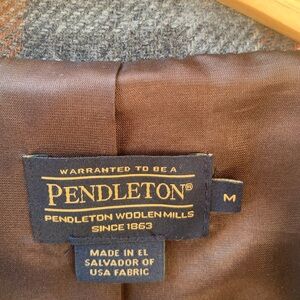 WARRANTED TO BE A
PENDLETON®
PENDLETON WOOLEN MILLS
SINCE 1863
M
MADE IN EL
SALVADOR OF
USA FABRIC